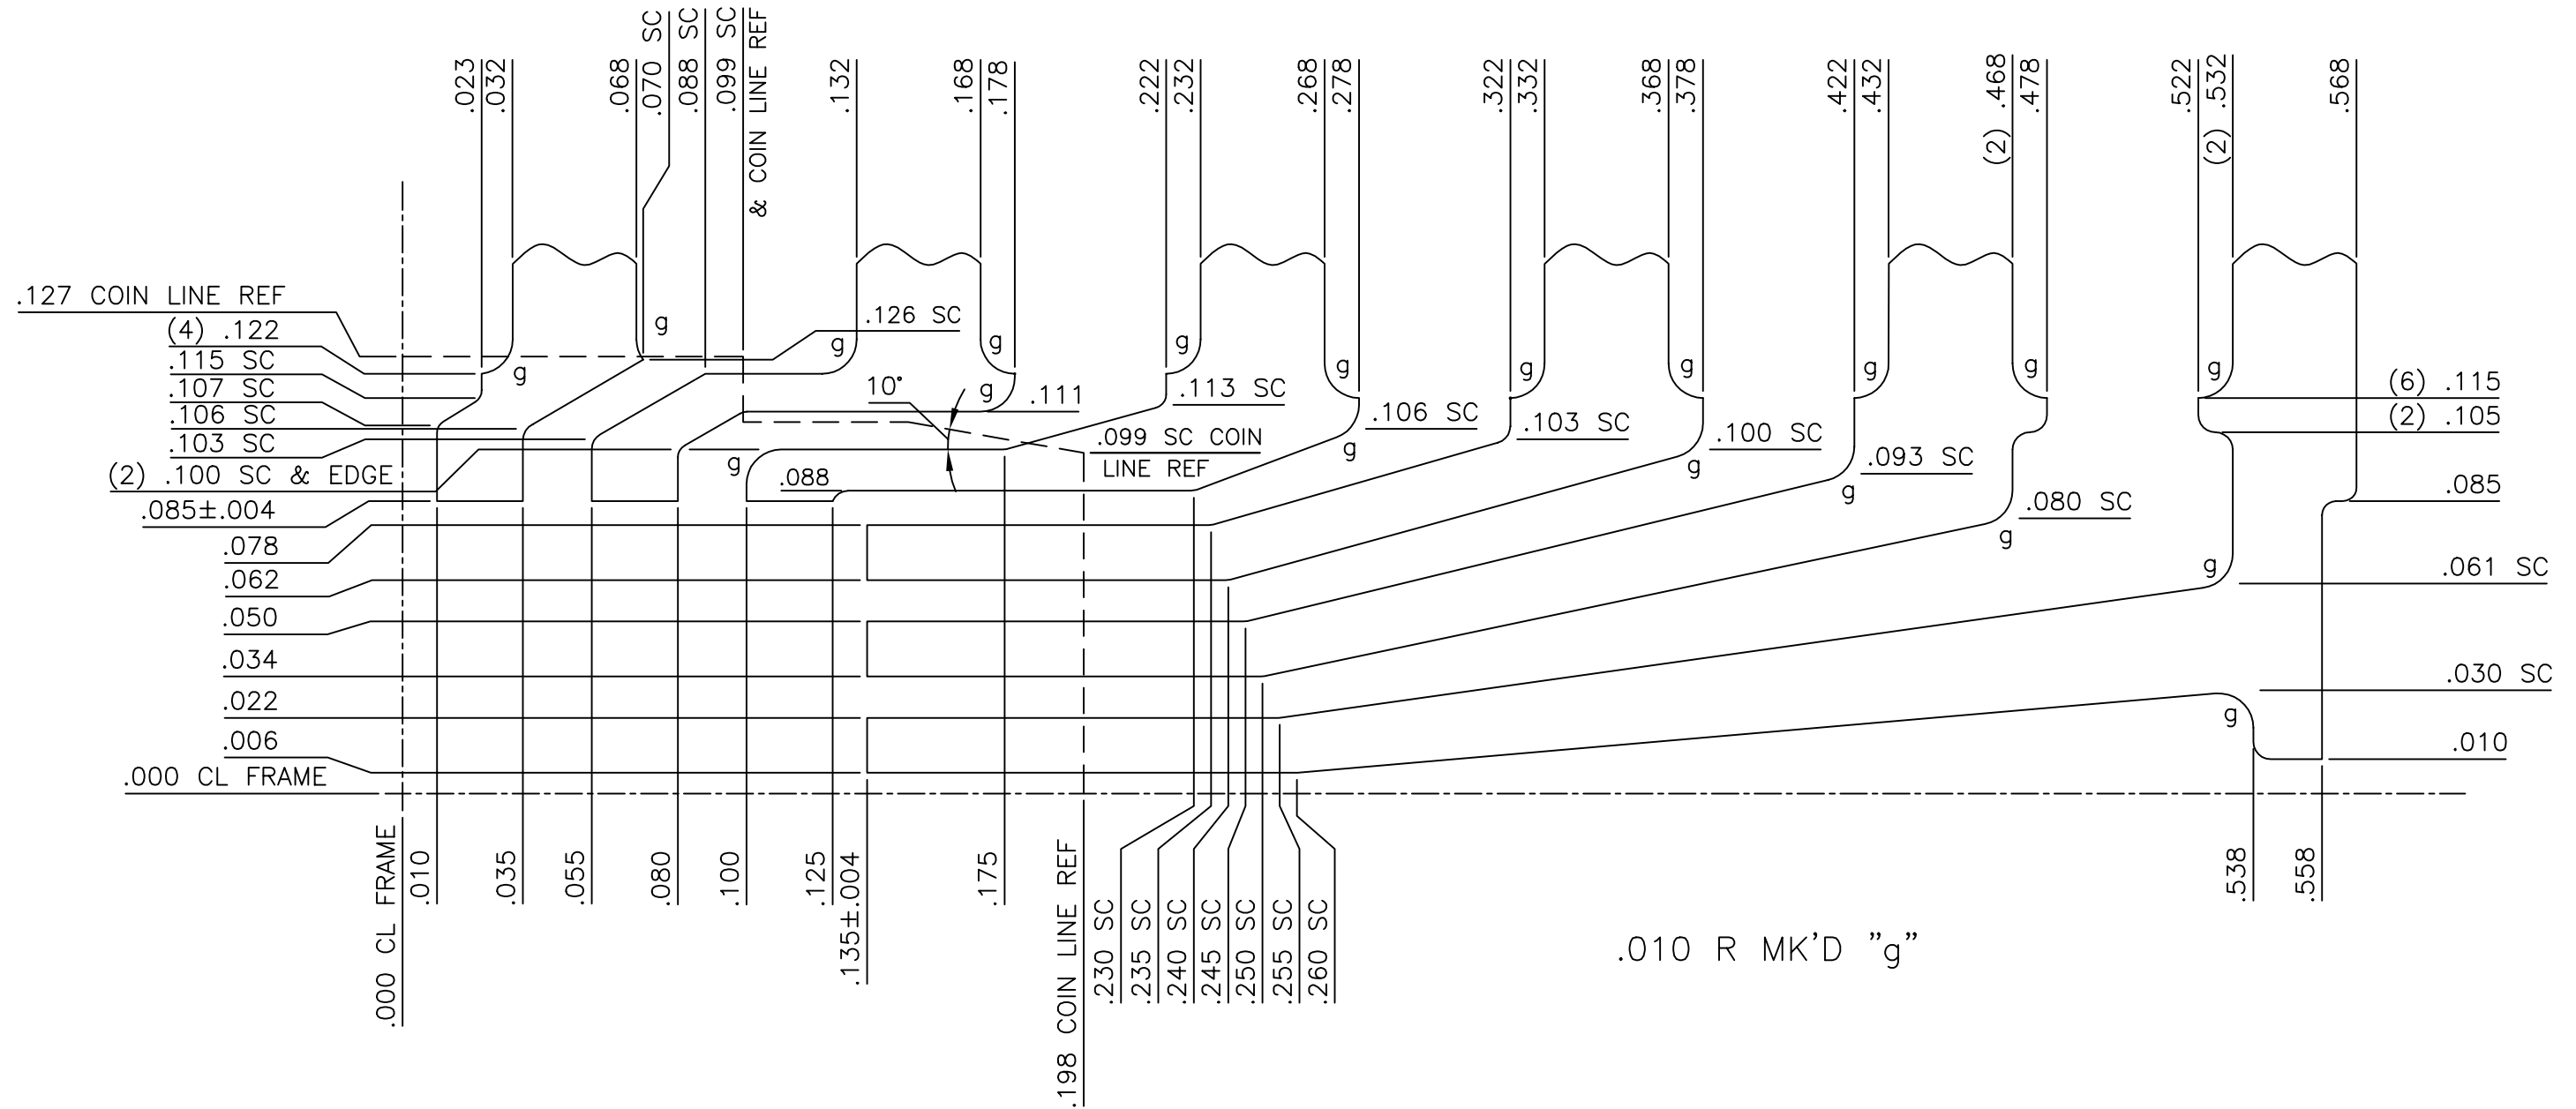 .023
.032
.068
.070 SC
.088 SC
.099 SC
& COIN LINE REF
.132
.168
.178
.222
.232
.268
.278
.322
.332
.368
.378
.422
.432
(2) .468
.478
.522
(2) .532
.568
.127 COIN LINE REF
(4) .122
.115 SC
.107 SC
.106 SC
.103 SC
(2) .100 SC & EDGE
.085±.004
.078
.062
.050
.034
.022
.006
.000 CL FRAME
g
g
.126 SC
g
g
g
.111
10°
g
.088
g
.113 SC
.099 SC COIN
LINE REF
g
g
.106 SC
g
.103 SC
g
g
.100 SC
g
g
.093 SC
g
g
.080 SC
g
g
g
(6) .115
(2) .105
.085
.061 SC
.030 SC
.010
.000 CL FRAME
.010
.035
.055
.080
.100
.125
.135±.004
.175
.198 COIN LINE REF
.230 SC
.235 SC
.240 SC
.245 SC
.250 SC
.255 SC
.260 SC
.538
.558
.010 R MK'D "g"